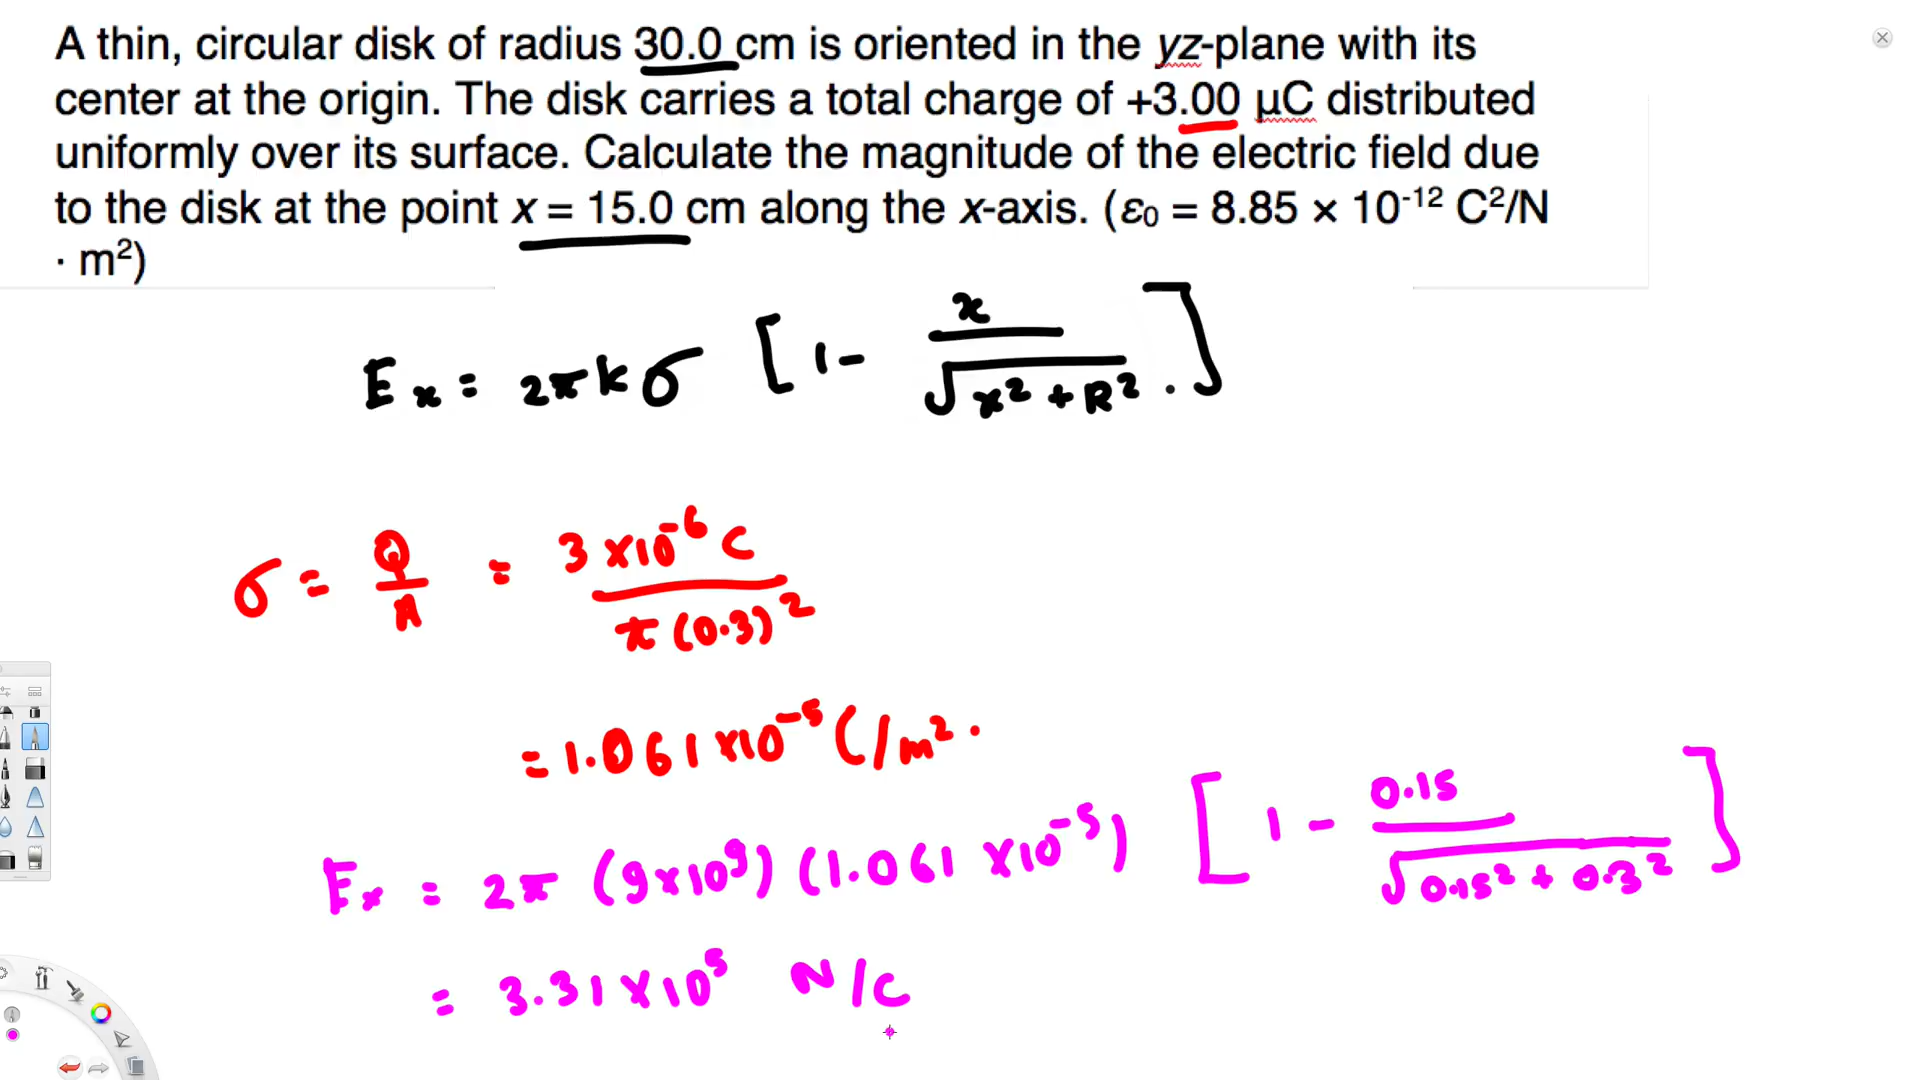 A thin, circular disk of radius 30.0 cm is oriented in the yz-plane with its
center at the origin. The disk carries a total charge of +3.00 μC distributed
uniformly over its surface. Calculate the magnitude of the electric field due
to the disk at the point x = 15.0 cm along the x-axis. (ε₀ = 8.85 × 10⁻¹² C²/N
· m²)
Eₓ = 2πkσ [1 - x/√(x² + R²).]
σ = Q/A = 3×10⁻⁶ C / π(0.3)²
= 1.061×10⁻⁵ C/m².
Eₓ = 2π (9×10⁹) (1.061×10⁻⁵) [1 - 0.15/√(0.15² + 0.3²)]
= 3.31×10⁵ N/C